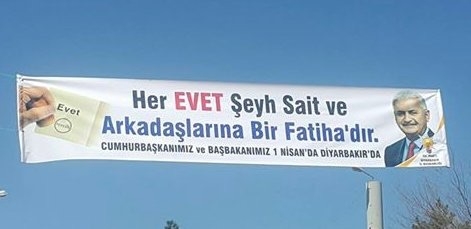 Evet
Her EVET Şeyh Sait ve
Arkadaşlarına Bir Fatiha'dır.
CUMHURBAŞKANIMIZ ve BAŞBAKANIMIZ 1 NİSAN'DA DİYARBAKIR'DA